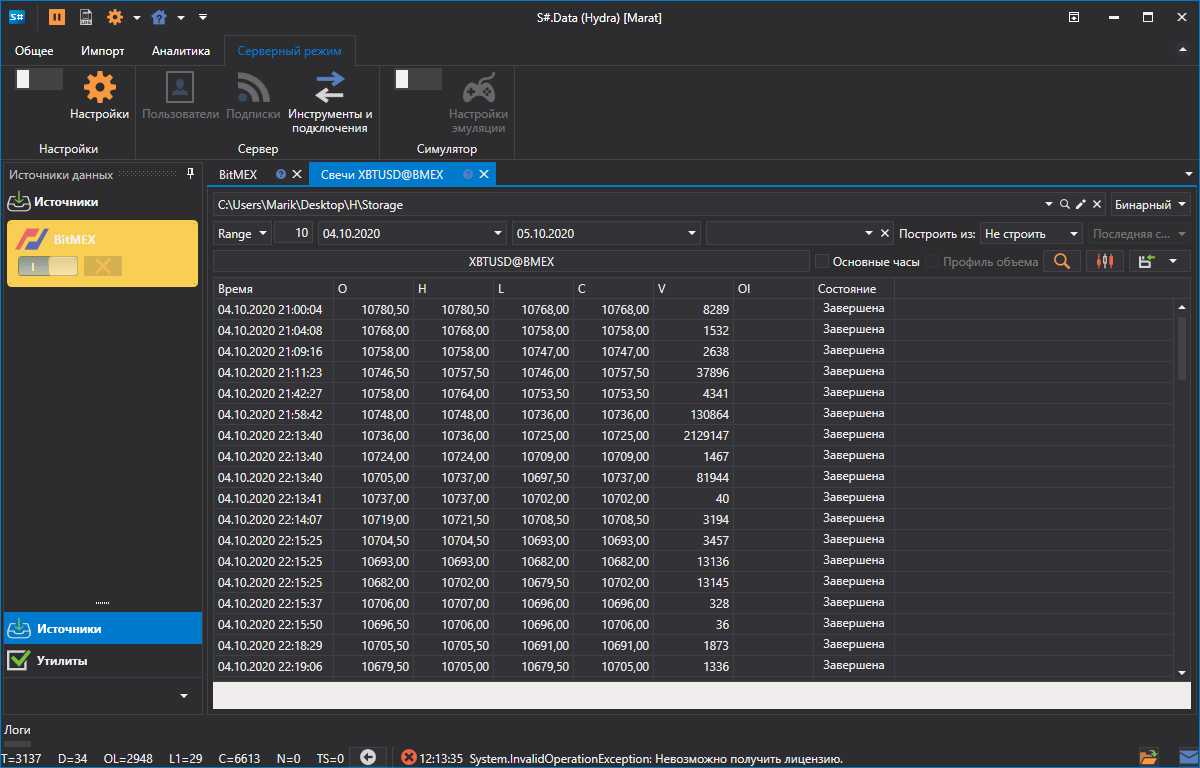 S#
LOG
S#.Data (Hydra) [Marat]
Общее Импорт Аналитика Серверный режим
Настройки Пользователи Подписки Инструменты и подключения Настройки эмуляции
Настройки Сервер Симулятор
Источники данных
Источники
BitMEX
BitMEX Свечи XBTUSD@BMEX
C:\Users\Marik\Desktop\H\Storage Бинарный
Range 10 04.10.2020 05.10.2020 Построить из: Не строить Последняя с...
XBTUSD@BMEX Основные часы Профиль объема
Время O H L C V OI Состояние
04.10.2020 21:00:04 10780,50 10780,50 10768,00 10768,00 8289 Завершена
04.10.2020 21:04:08 10768,00 10768,00 10758,00 10758,00 1532 Завершена
04.10.2020 21:09:16 10758,00 10758,00 10747,00 10747,00 2638 Завершена
04.10.2020 21:11:23 10746,50 10757,50 10746,00 10757,50 37896 Завершена
04.10.2020 21:42:27 10758,00 10764,00 10753,50 10753,50 4341 Завершена
04.10.2020 21:58:42 10748,00 10748,00 10736,00 10736,00 130864 Завершена
04.10.2020 22:13:40 10736,00 10736,00 10725,00 10725,00 2129147 Завершена
04.10.2020 22:13:40 10724,00 10724,00 10709,00 10709,00 1467 Завершена
04.10.2020 22:13:40 10705,00 10737,00 10697,50 10737,00 81944 Завершена
04.10.2020 22:13:41 10737,00 10737,00 10702,00 10702,00 40 Завершена
04.10.2020 22:14:07 10719,00 10721,50 10708,50 10708,50 3194 Завершена
04.10.2020 22:15:25 10704,50 10704,50 10693,00 10693,00 3457 Завершена
04.10.2020 22:15:25 10693,00 10693,00 10682,00 10682,00 13136 Завершена
04.10.2020 22:15:25 10682,00 10702,00 10679,50 10702,00 13145 Завершена
04.10.2020 22:15:37 10706,00 10707,00 10696,00 10696,00 328 Завершена
04.10.2020 22:15:50 10696,50 10706,00 10696,00 10706,00 36 Завершена
04.10.2020 22:18:29 10705,50 10705,50 10691,00 10691,00 1873 Завершена
04.10.2020 22:19:06 10679,50 10705,00 10679,50 10705,00 1336 Завершена
Источники
Утилиты
Логи
T=3137 D=34 OL=2948 L1=29 C=6613 N=0 TS=0 12:13:35 System.InvalidOperationException: Невозможно получить лицензию.